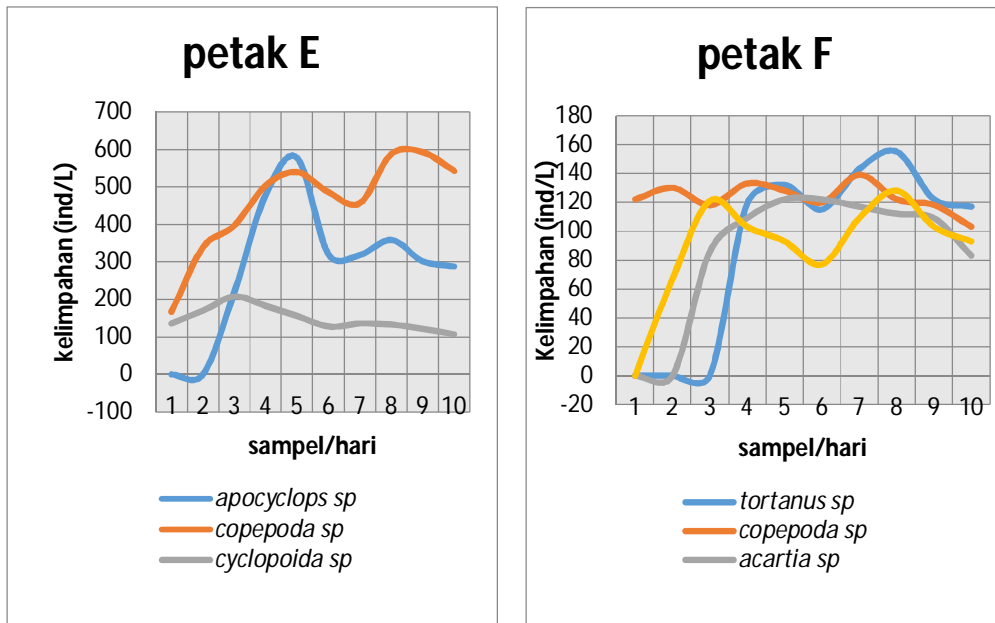 petak E
kelimpahan (ind/L)
700
600
500
400
300
200
100
0
-100
1 2 3 4 5 6 7 8 9 10
sampel/hari
apocyclops sp
copepoda sp
cyclopoida sp
petak F
Kelimpahan (ind/L)
180
160
140
120
100
80
60
40
20
0
-20
1 2 3 4 5 6 7 8 9 10
sampel/hari
tortanus sp
copepoda sp
acartia sp